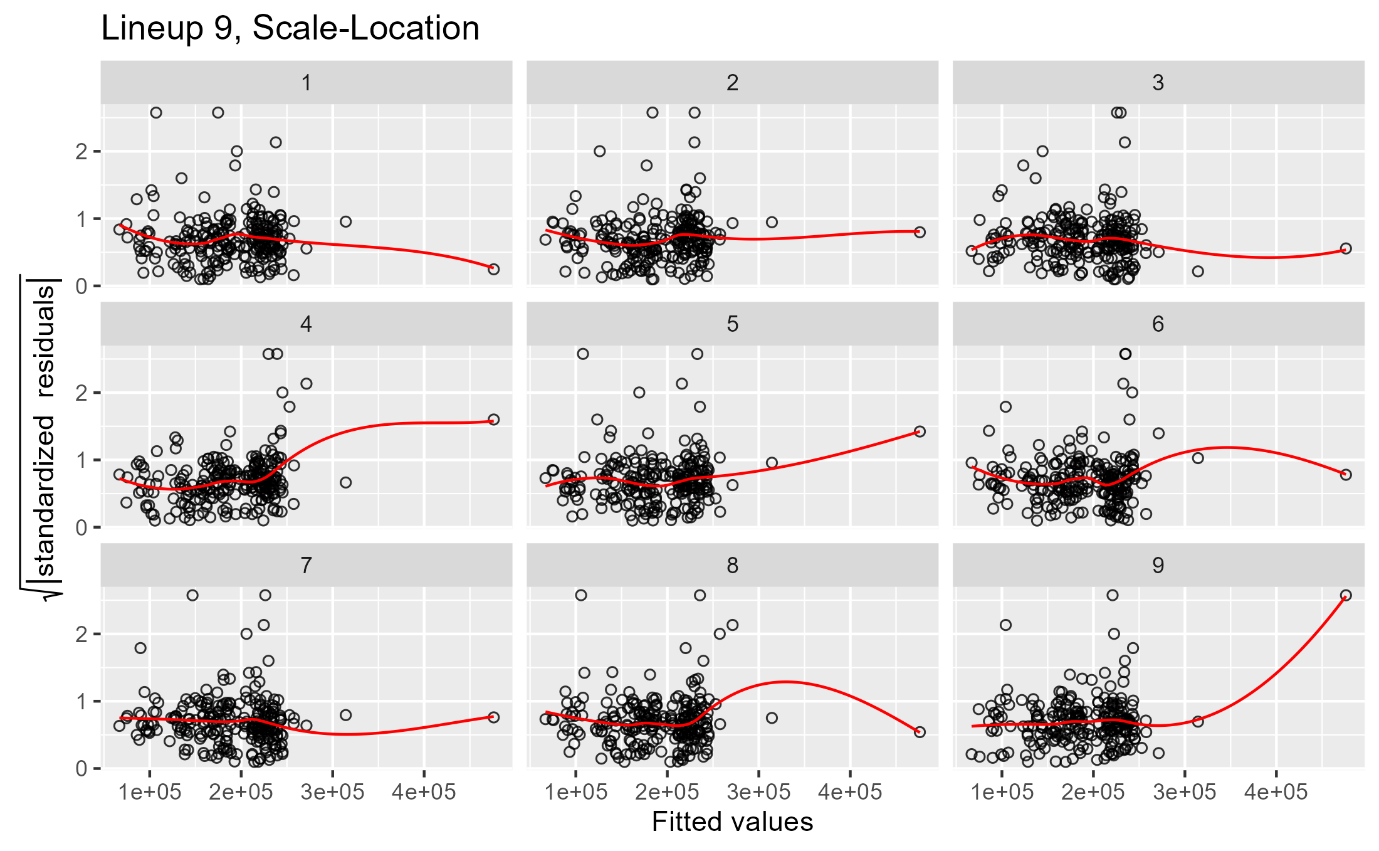 Lineup 9, Scale-Location
1 2 3
2
1
0
4 5 6
2
1
0
7 8 9
2
1
0
1e+05 2e+05 3e+05 4e+05 1e+05 2e+05 3e+05 4e+05 1e+05 2e+05 3e+05 4e+05
Fitted values
√|standardized residuals|